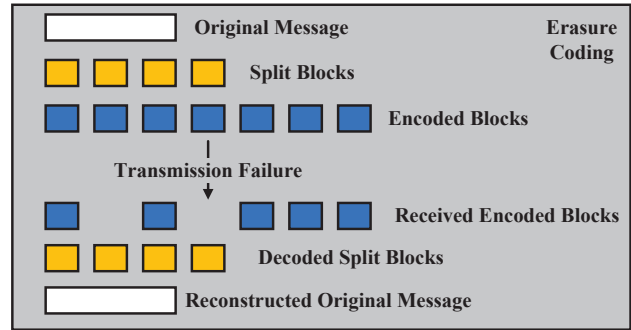 Original Message
Erasure
Coding
Split Blocks
Encoded Blocks
Transmission Failure
Received Encoded Blocks
Decoded Split Blocks
Reconstructed Original Message